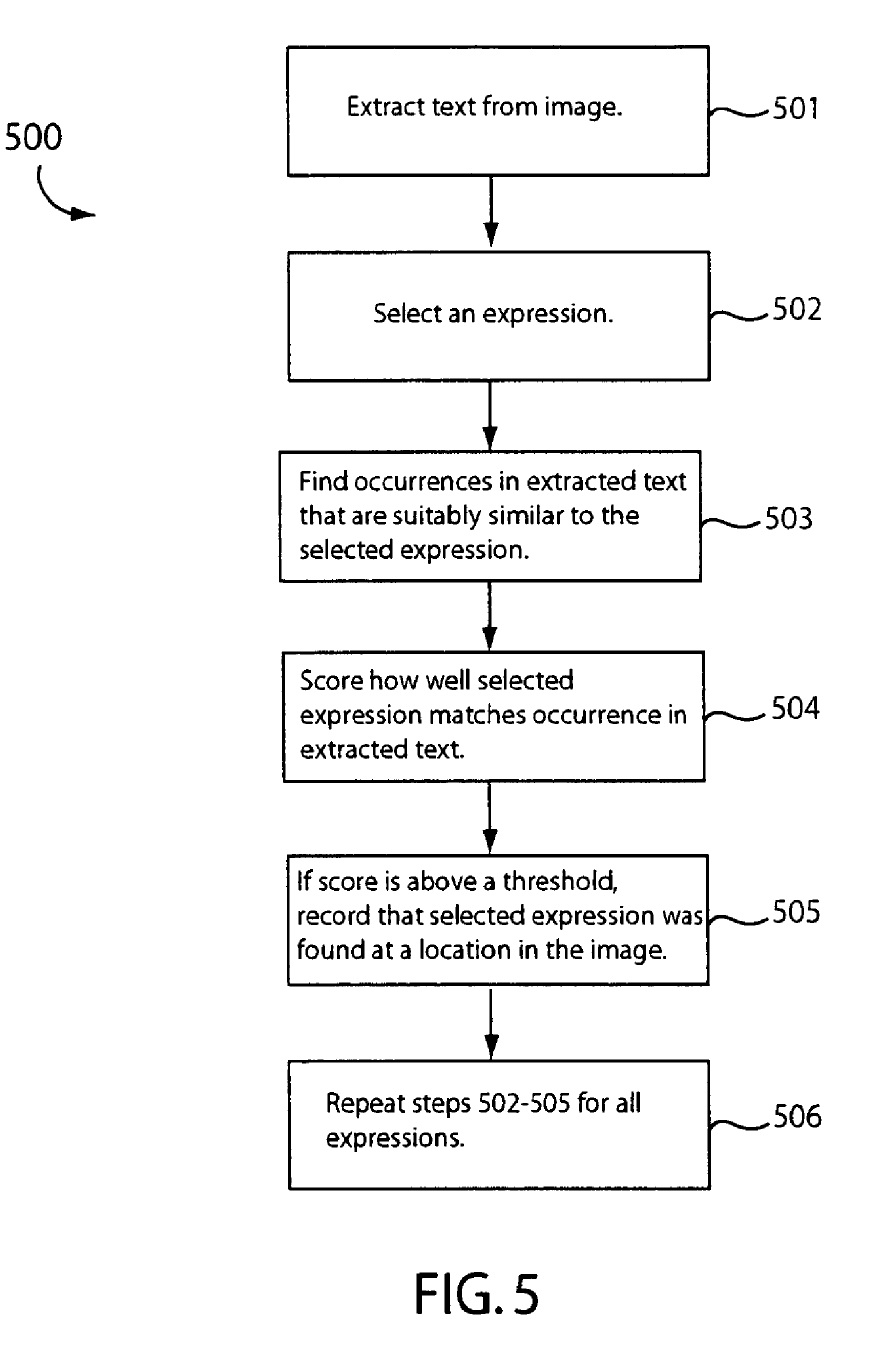 500
Extract text from image.
501
Select an expression.
502
Find occurrences in extracted text
that are suitably similar to the
selected expression.
503
Score how well selected
expression matches occurrence in
extracted text.
504
If score is above a threshold,
record that selected expression was
found at a location in the image.
505
Repeat steps 502-505 for all
expressions.
506
FIG. 5